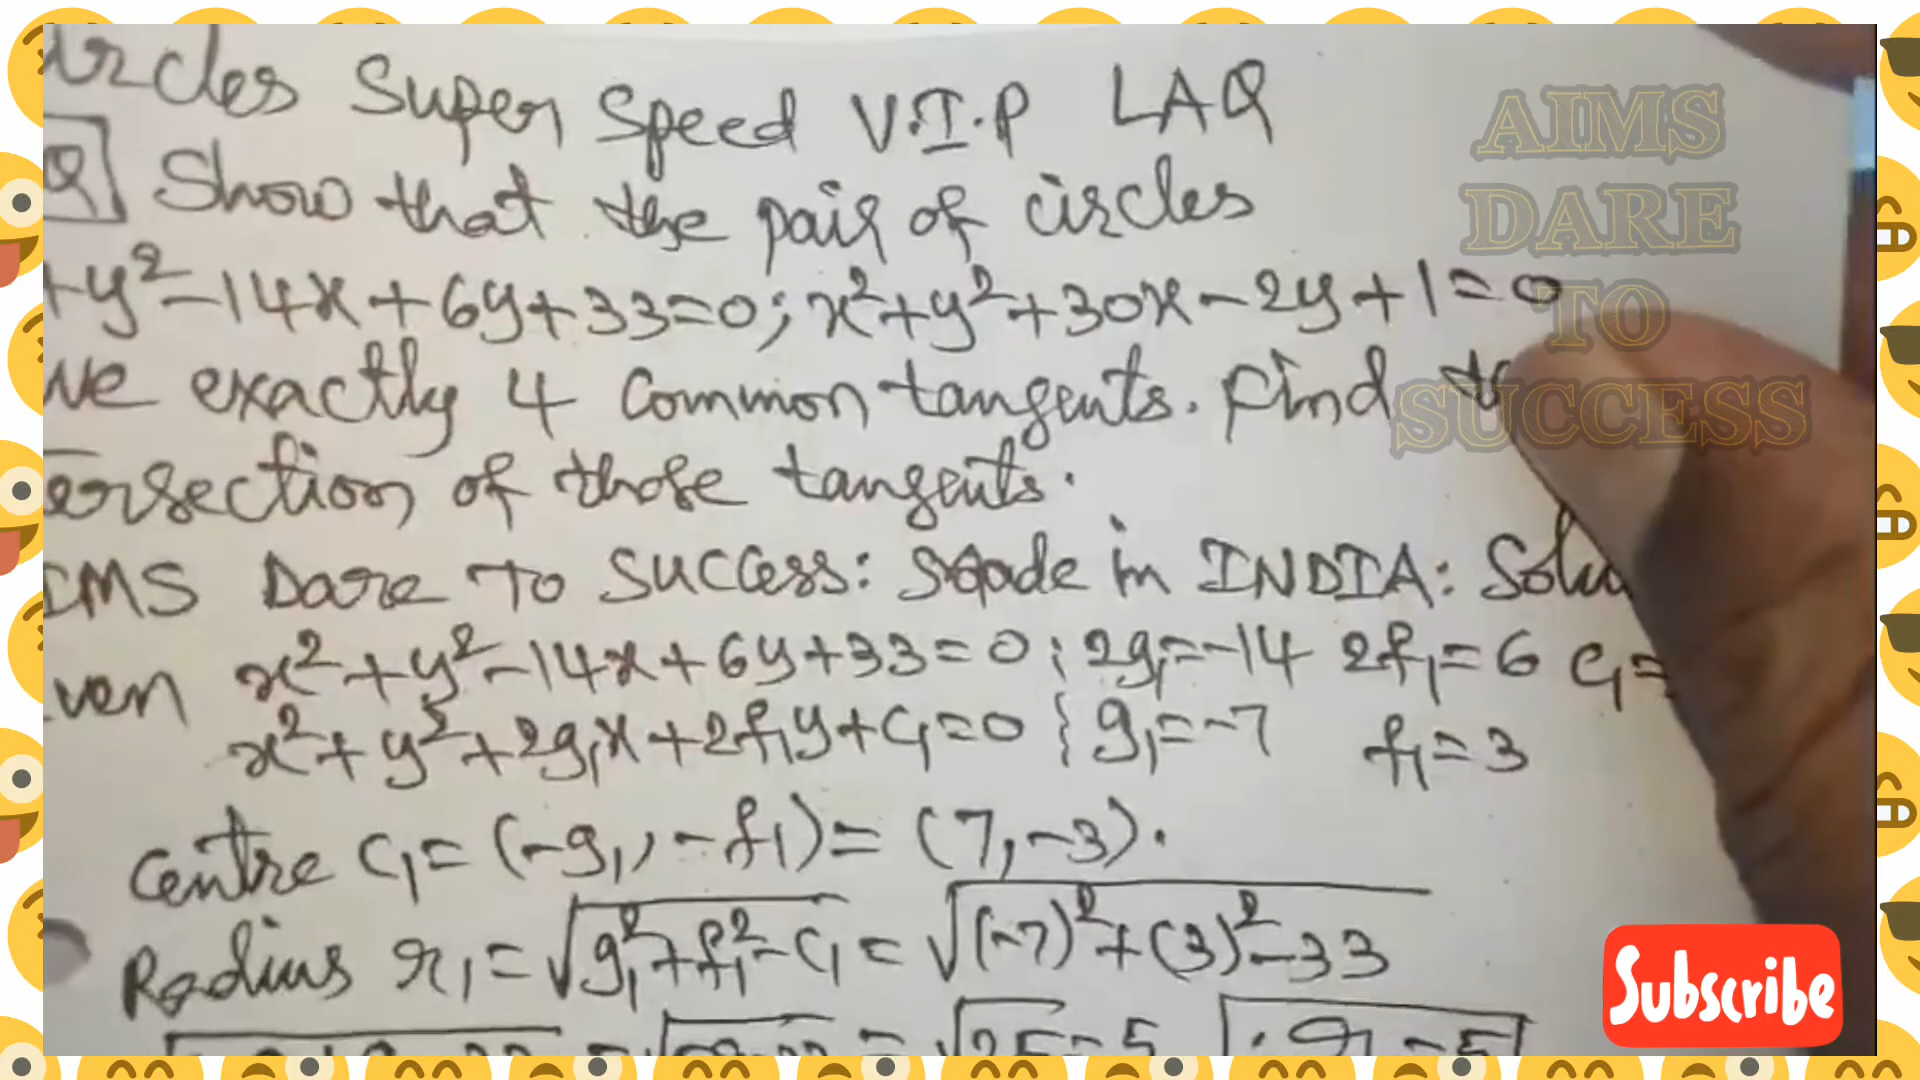 ircles Super Speed V.I.P LAQ
Q Show that the pair of circles
+y²-14x+6y+33=0; x²+y²+30x-2y+1=0
ve exactly 4 common tangents. Find
ersection of those tangents.
IMS Dare To Success: in INDIA: Solu
ven x²+y²-14x+6y+33=0; 2g₁=-14 2f₁=6 c₁=
x²+y²+2g₁x+2f₁y+c₁=0 g₁=-7 f₁=3
Centre C₁=(-g₁,-f₁)=(7,-3).
Radius r₁=√g₁²+f₁²-c₁=√(-7)²+(3)²-33
=√25=5
AIMS
DARE
TO
SUCCESS
Subscribe